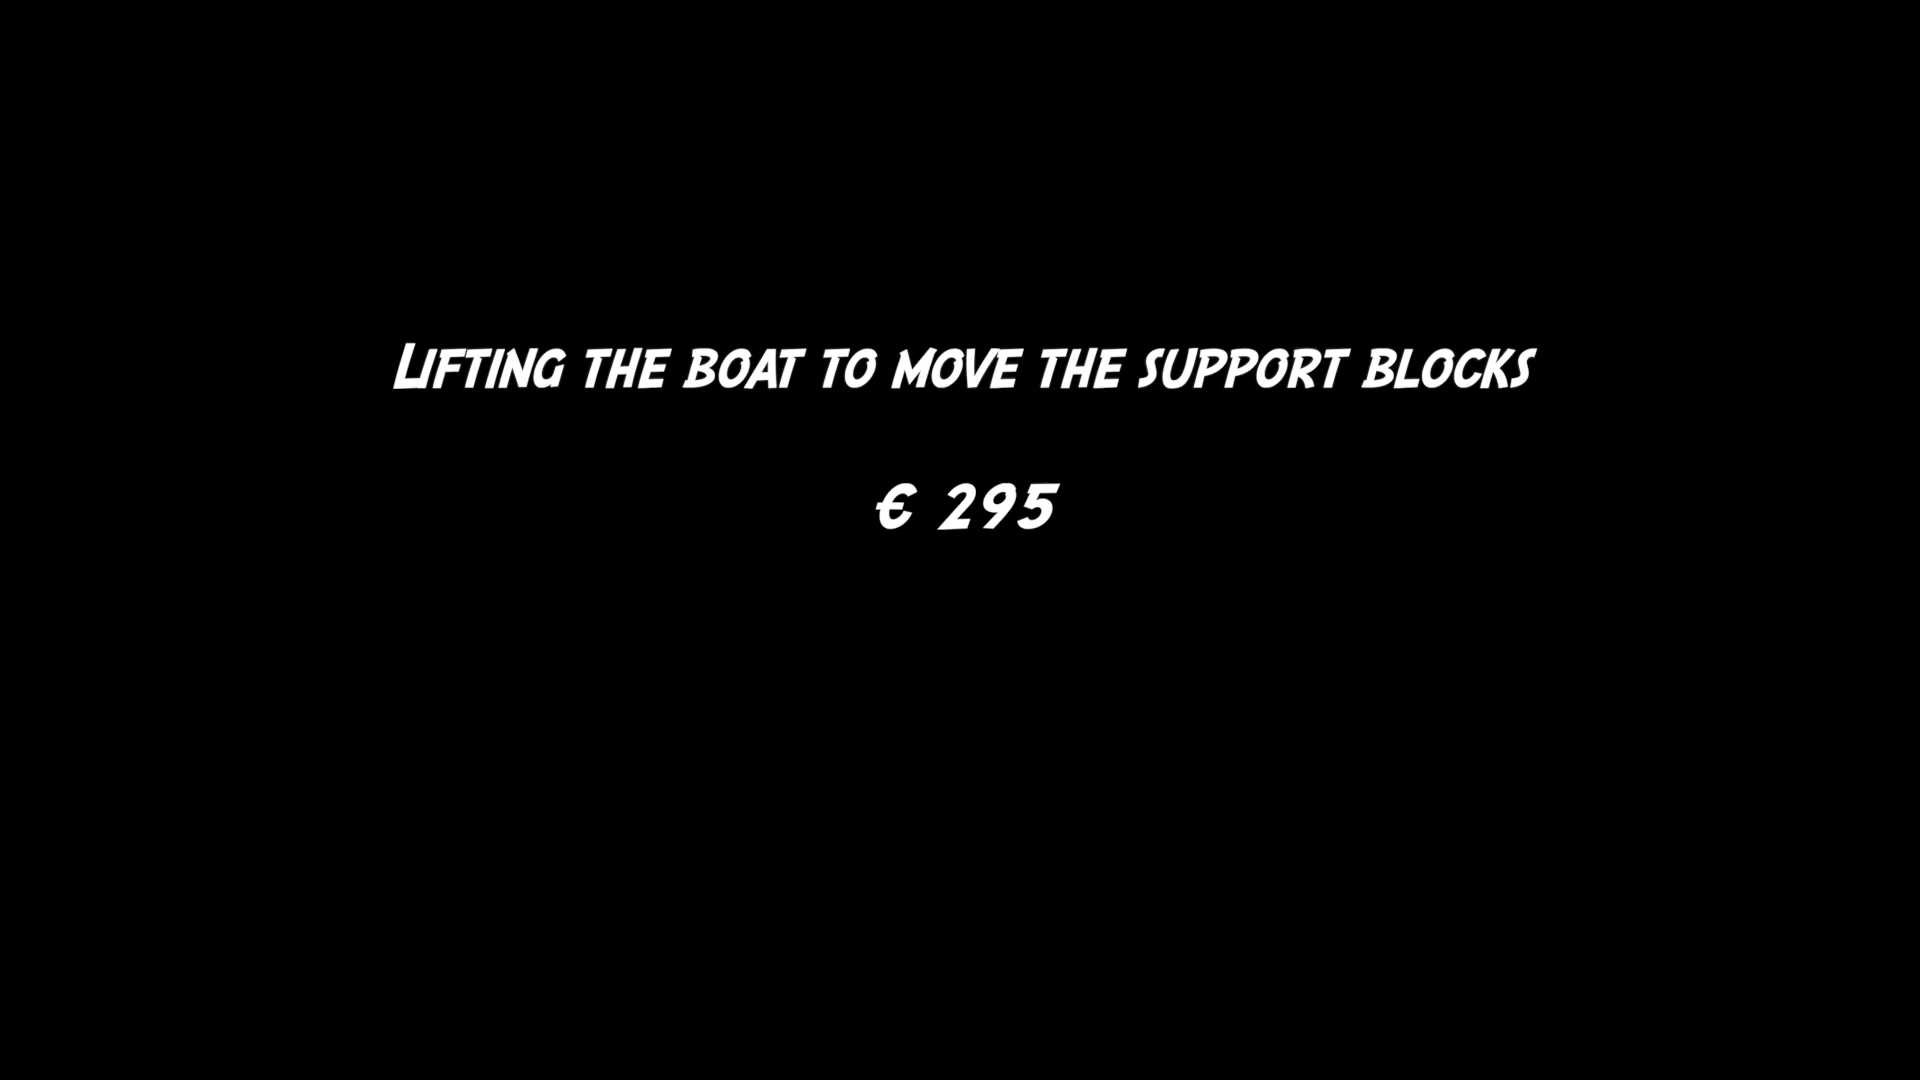 Lifting the boat to move the support blocks
€ 295